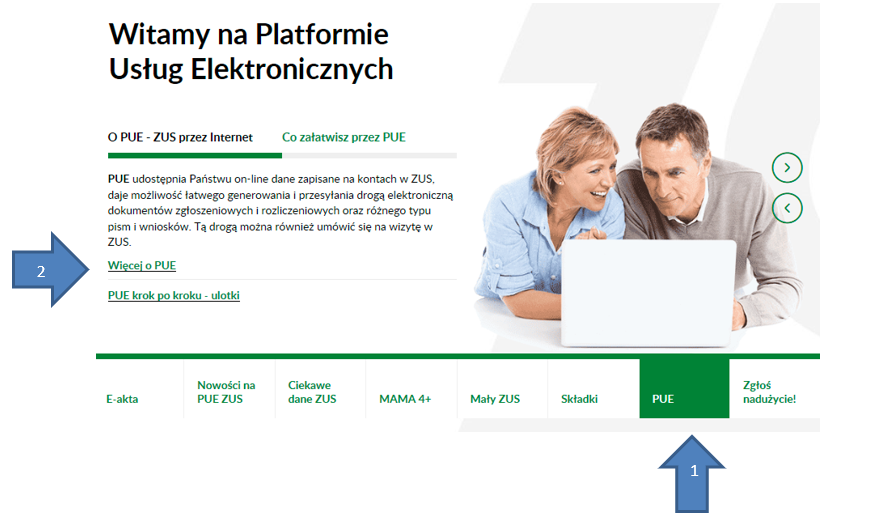 Witamy na Platformie
Usług Elektronicznych
O PUE - ZUS przez Internet
Co załatwisz przez PUE
PUE udostępnia Państwu on-line dane zapisane na kontach w ZUS,
daje możliwość łatwego generowania i przesyłania drogą elektroniczną
dokumentów zgłoszeniowych i rozliczeniowych oraz różnego typu
pism i wniosków. Tą drogą można również umówić się na wizytę w
ZUS.
2
Więcej o PUE
PUE krok po kroku - ulotki
E-akta
Nowości na
PUE ZUS
Ciekawe
dane ZUS
MAMA 4+
Mały ZUS
Składki
PUE
Zgłoś
nadużycie!
1